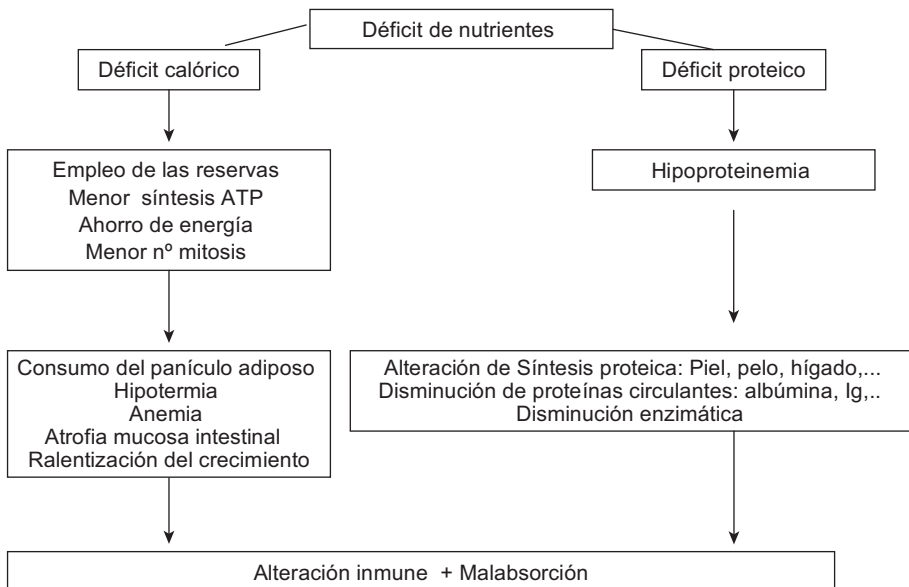 Déficit de nutrientes
Déficit calórico
Déficit proteico
Empleo de las reservas
Menor síntesis ATP
Ahorro de energía
Menor nº mitosis
Hipoproteinemia
Consumo del panículo adiposo
Hipotermia
Anemia
Atrofia mucosa intestinal
Ralentización del crecimiento
Alteración de Síntesis proteica: Piel, pelo, hígado,...
Disminución de proteínas circulantes: albúmina, Ig,..
Disminución enzimática
Alteración inmune + Malabsorción